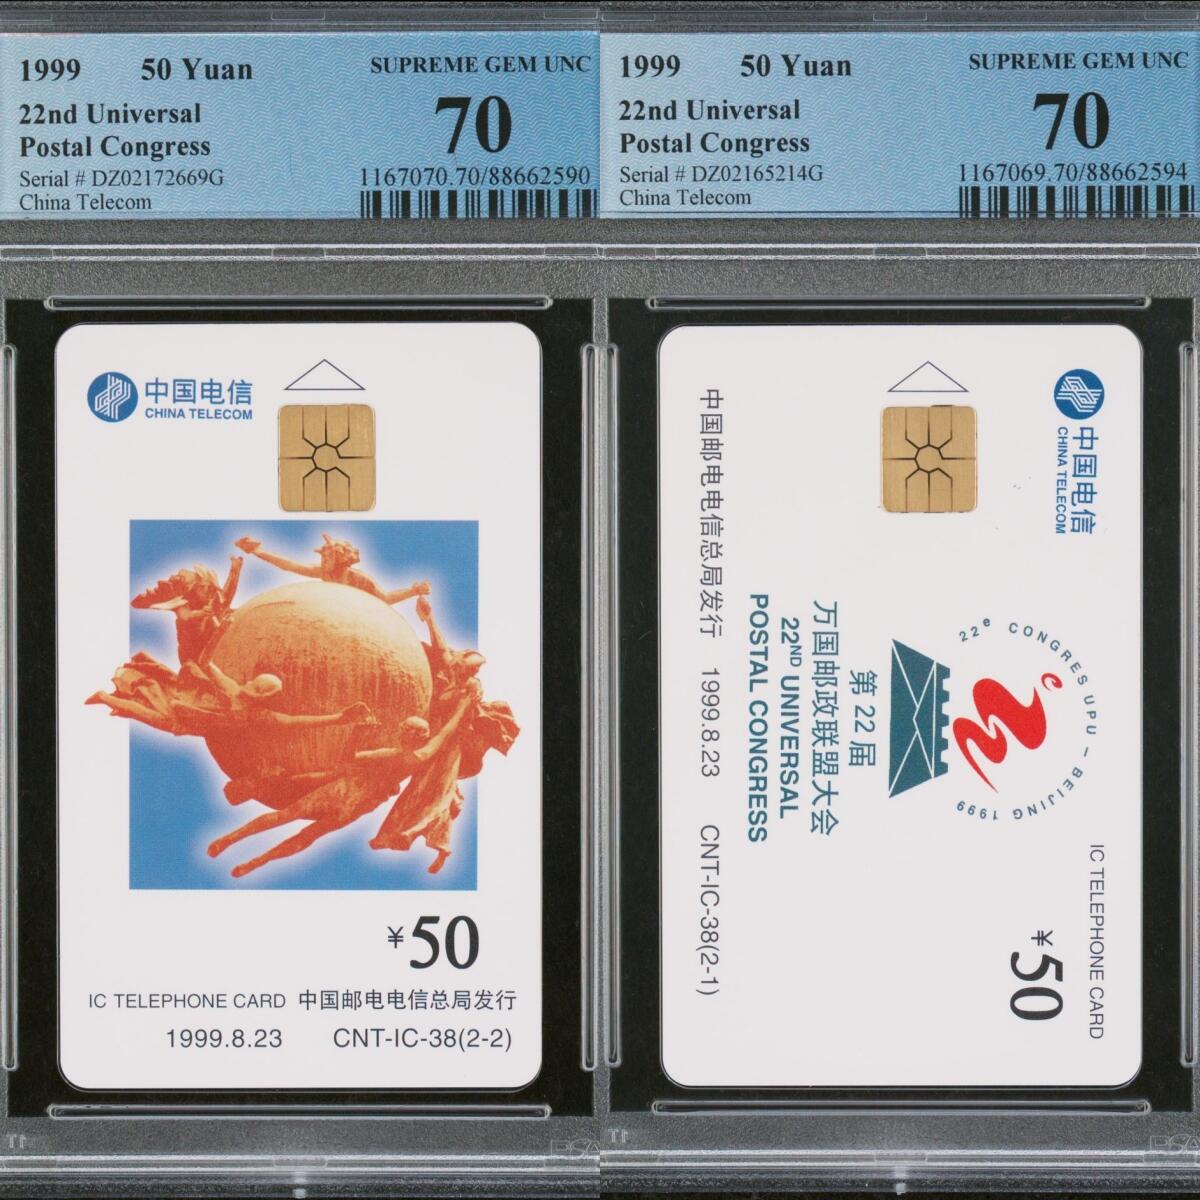 1999 50 Yuan
SUPREME GEM UNC
22nd Universal
Postal Congress
70
Serial # DZ02172669G
1167070.70/88662590
China Telecom
中国电信
CHINA TELECOM
¥50
IC TELEPHONE CARD 中国邮电电信总局发行
1999.8.23 CNT-IC-38(2-2)
1999 50 Yuan
SUPREME GEM UNC
22nd Universal
Postal Congress
70
Serial # DZ02165214G
1167069.70/88662594
China Telecom
中国电信
CHINA TELECOM
IC TELEPHONE CARD
¥50
22e CONGRES UPU ~ BEIJING 1999
第22届
万国邮政联盟大会
22ND UNIVERSAL
POSTAL CONGRESS
中国邮电电信总局发行 1999.8.23 CNT-IC-38(2-1)